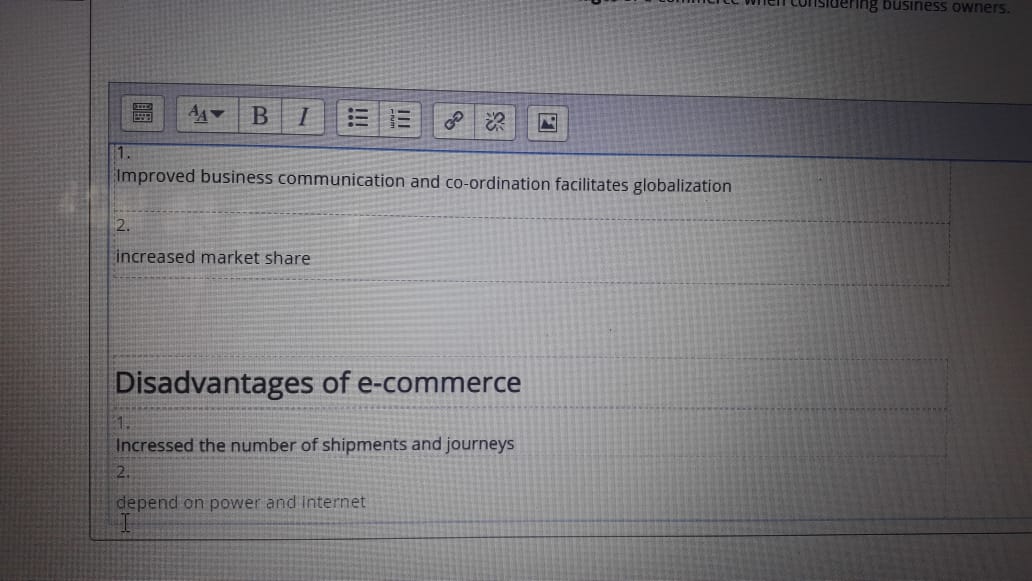 when considering business owners.
1.
Improved business communication and co-ordination facilitates globalization
2.
increased market share
Disadvantages of e-commerce
1.
Incressed the number of shipments and journeys
2.
depend on power and internet